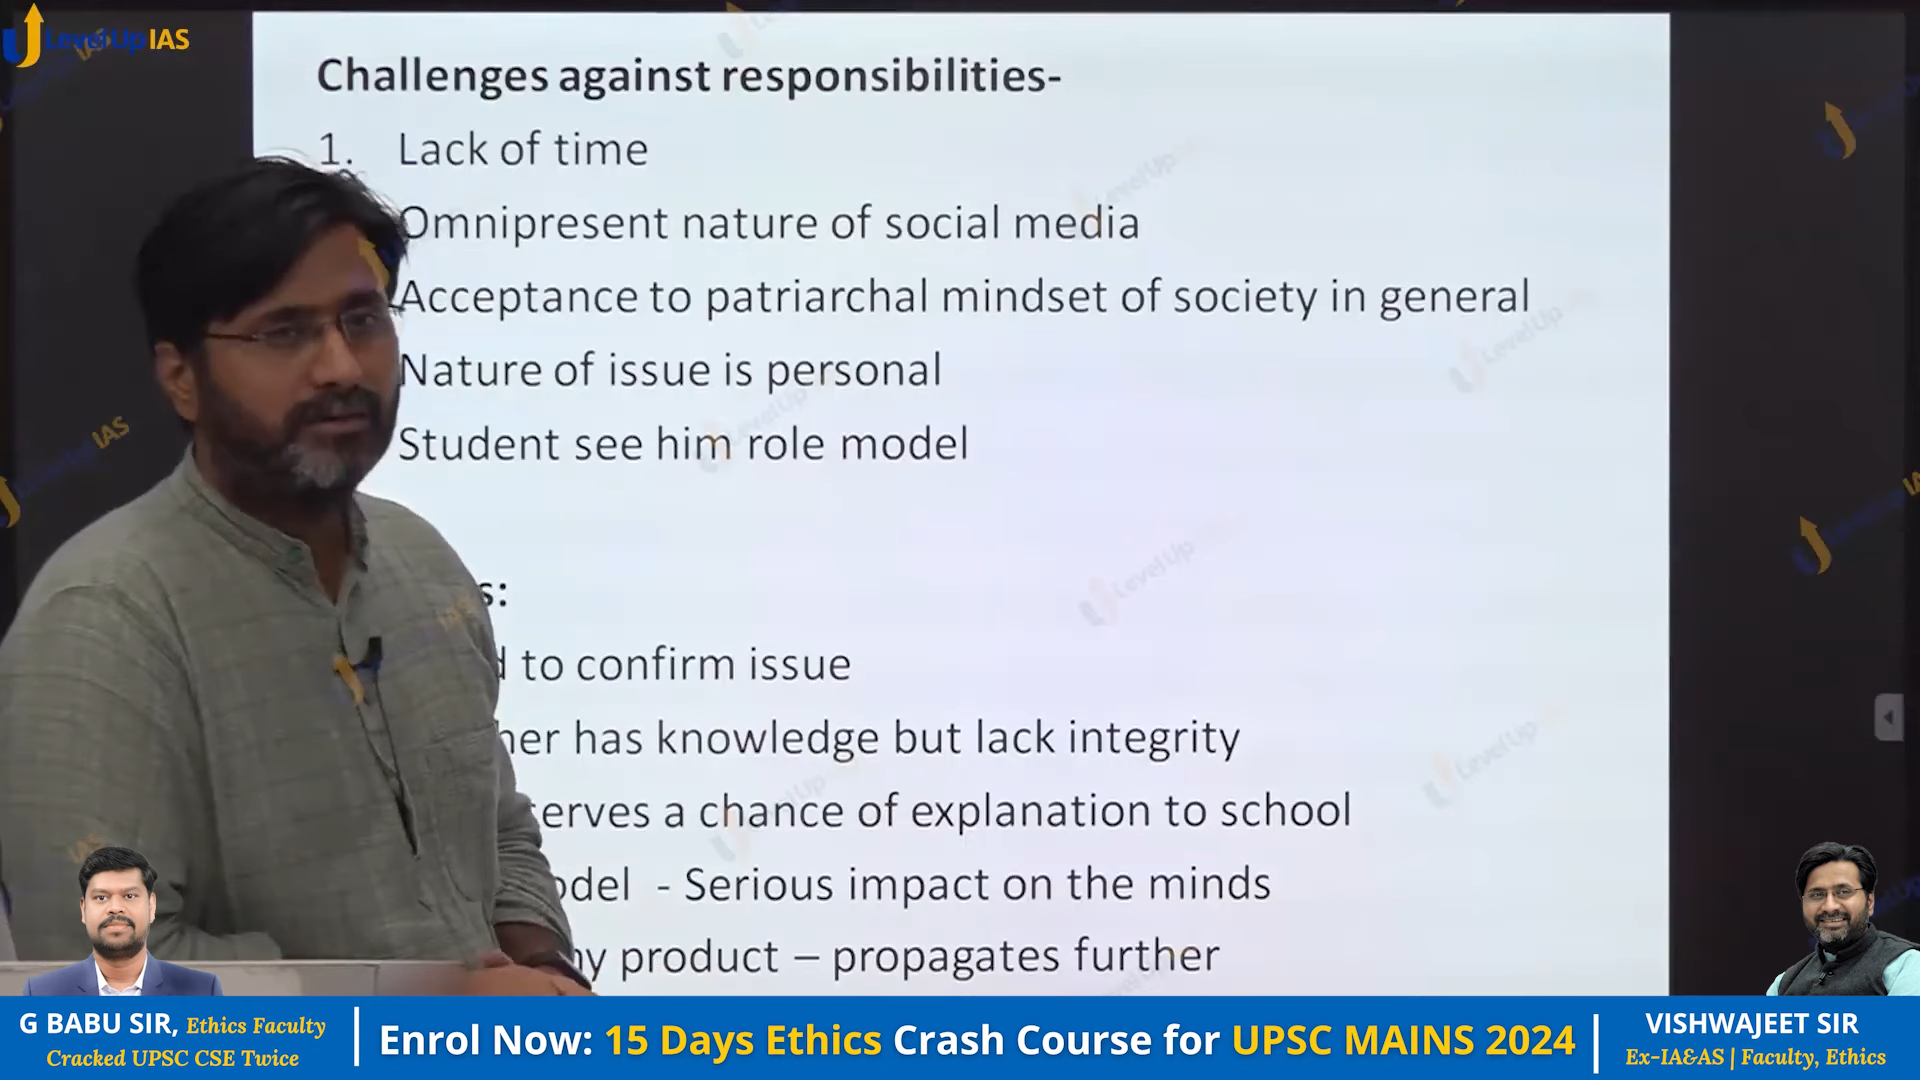 LevelUp IAS
Challenges against responsibilities-
1. Lack of time
Omnipresent nature of social media
Acceptance to patriarchal mindset of society in general
Nature of issue is personal
Student see him role model
s:
to confirm issue
has knowledge but lack integrity
a chance of explanation to school
- Serious impact on the minds
product – propagates further
G BABU SIR, Ethics Faculty
Cracked UPSC CSE Twice
Enrol Now: 15 Days Ethics Crash Course for UPSC MAINS 2024
VISHWAJEET SIR
Ex-IA&AS | Faculty, Ethics